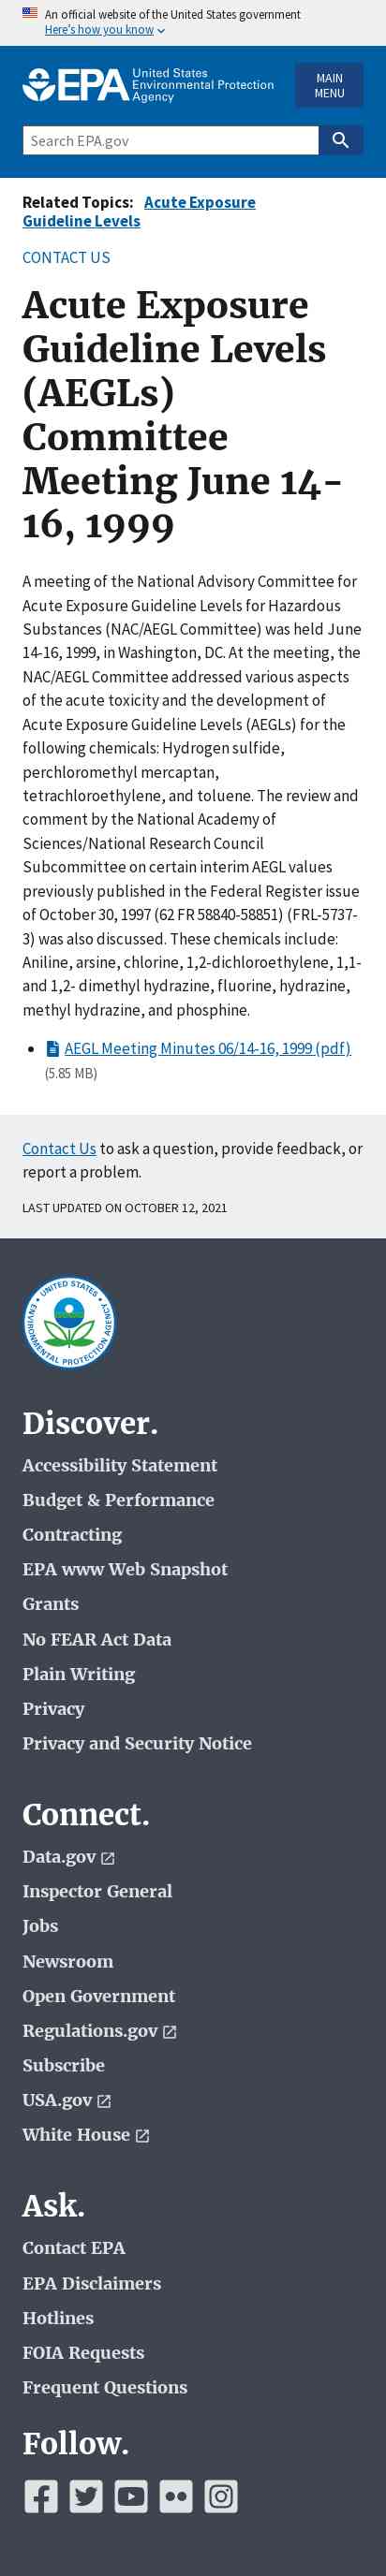 An official website of the United States government
Here's how you know
EPA United States
Environmental Protection
Agency
MAIN
MENU
Search EPA.gov
Related Topics: Acute Exposure
Guideline Levels
CONTACT US
Acute Exposure
Guideline Levels
(AEGLs)
Committee
Meeting June 14-
16, 1999
A meeting of the National Advisory Committee for
Acute Exposure Guideline Levels for Hazardous
Substances (NAC/AEGL Committee) was held June
14-16, 1999, in Washington, DC. At the meeting, the
NAC/AEGL Committee addressed various aspects
of the acute toxicity and the development of
Acute Exposure Guideline Levels (AEGLs) for the
following chemicals: Hydrogen sulfide,
perchloromethyl mercaptan,
tetrachloroethylene, and toluene. The review and
comment by the National Academy of
Sciences/National Research Council
Subcommittee on certain interim AEGL values
previously published in the Federal Register issue
of October 30, 1997 (62 FR 58840-58851) (FRL-5737-
3) was also discussed. These chemicals include:
Aniline, arsine, chlorine, 1,2-dichloroethylene, 1,1-
and 1,2- dimethyl hydrazine, fluorine, hydrazine,
methyl hydrazine, and phosphine.
AEGL Meeting Minutes 06/14-16, 1999 (pdf)
(5.85 MB)
Contact Us to ask a question, provide feedback, or
report a problem.
LAST UPDATED ON OCTOBER 12, 2021
UNITED STATES
ENVIRONMENTAL PROTECTION AGENCY
Discover.
Accessibility Statement
Budget & Performance
Contracting
EPA www Web Snapshot
Grants
No FEAR Act Data
Plain Writing
Privacy
Privacy and Security Notice
Connect.
Data.gov
Inspector General
Jobs
Newsroom
Open Government
Regulations.gov
Subscribe
USA.gov
White House
Ask.
Contact EPA
EPA Disclaimers
Hotlines
FOIA Requests
Frequent Questions
Follow.